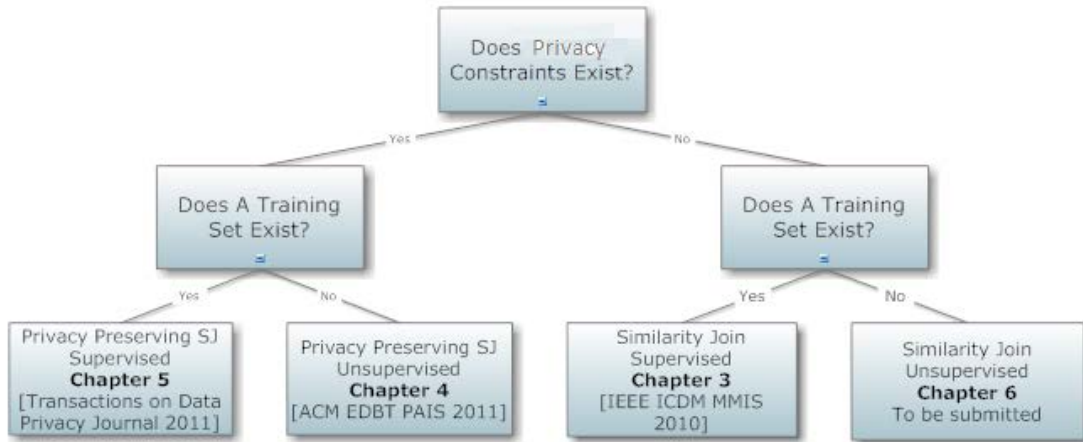 Does Privacy
Constraints Exist?
Yes
No
Does A Training
Set Exist?
Does A Training
Set Exist?
Yes
No
Yes
No
Privacy Preserving SJ
Supervised
Chapter 5
[Transactions on Data
Privacy Journal 2011]
Privacy Preserving SJ
Unsupervised
Chapter 4
[ACM EDBT PAIS 2011]
Similarity Join
Supervised
Chapter 3
[IEEE ICDM MMIS
2010]
Similarity Join
Unsupervised
Chapter 6
To be submitted